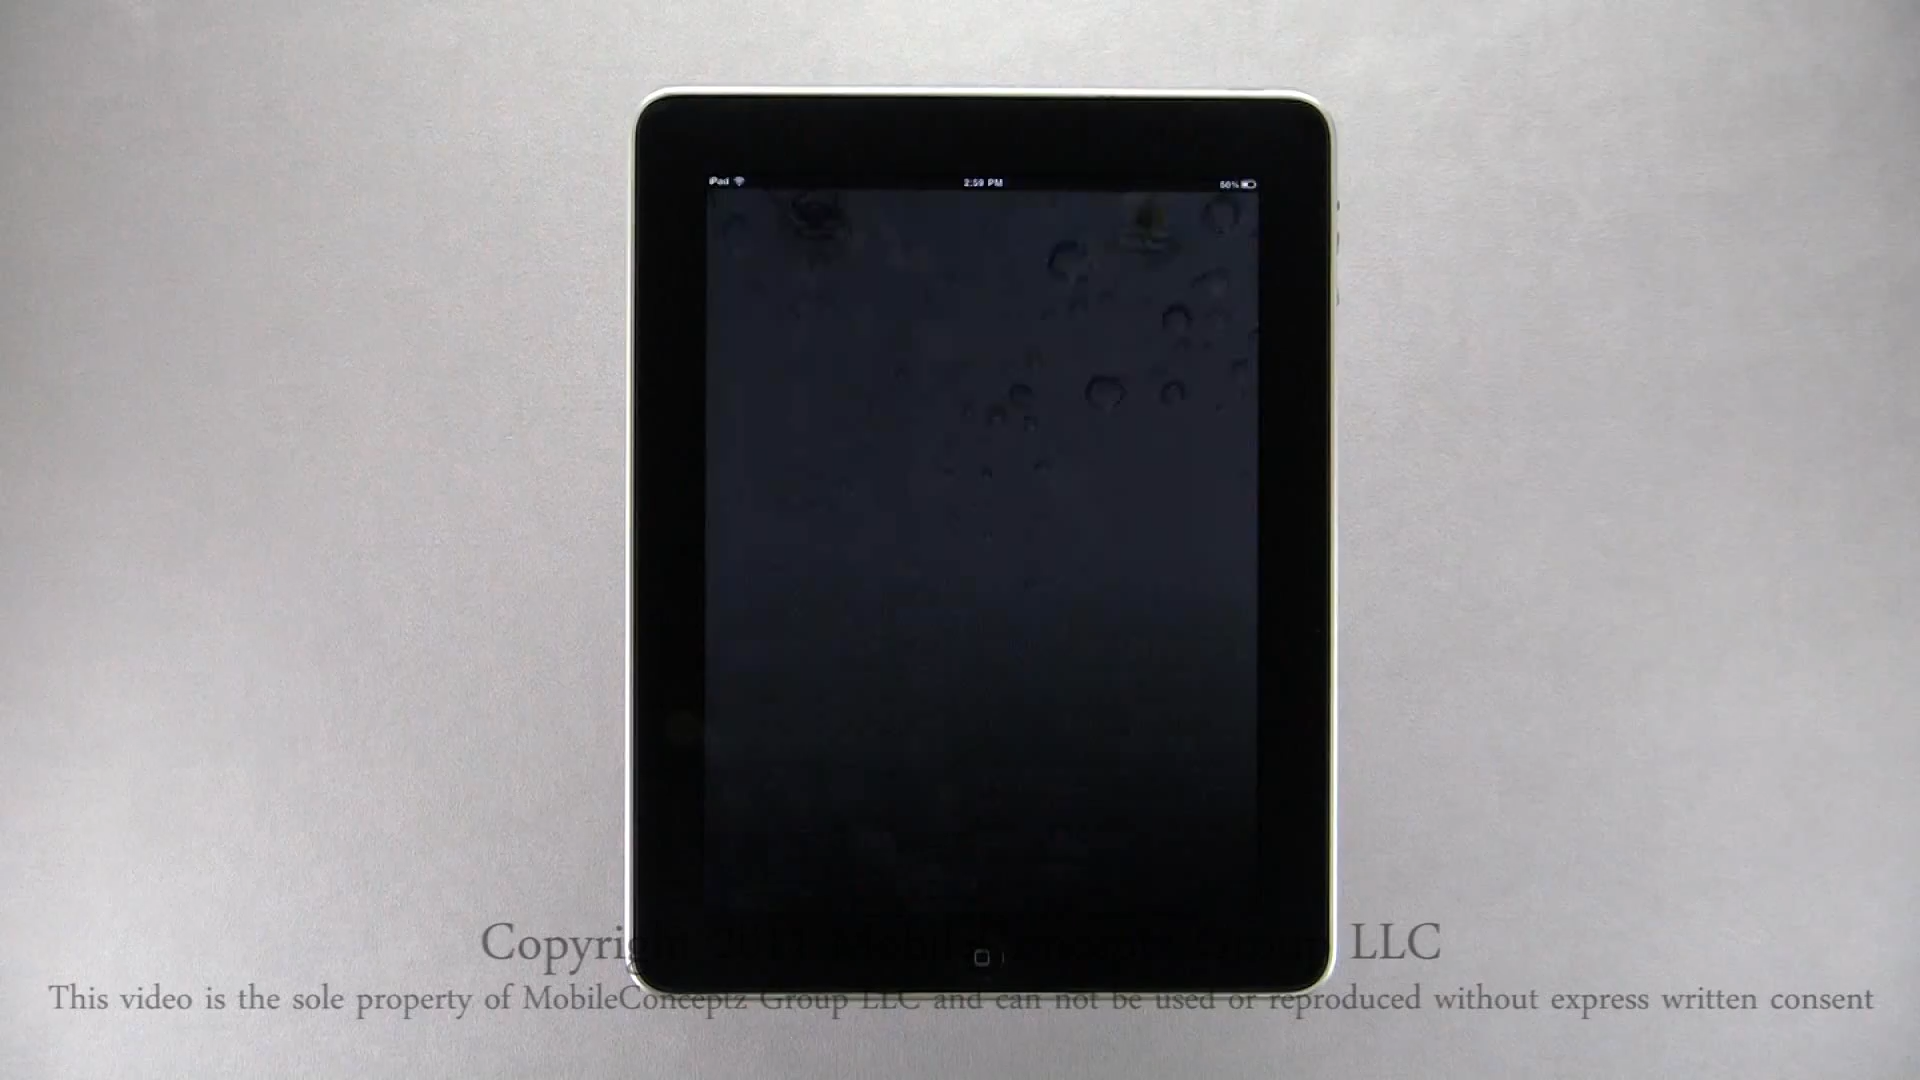 iPad
2:59 PM
Copyright LLC
This video is the sole property of MobileConceptz Group LLC and can not be used or reproduced without express written consent